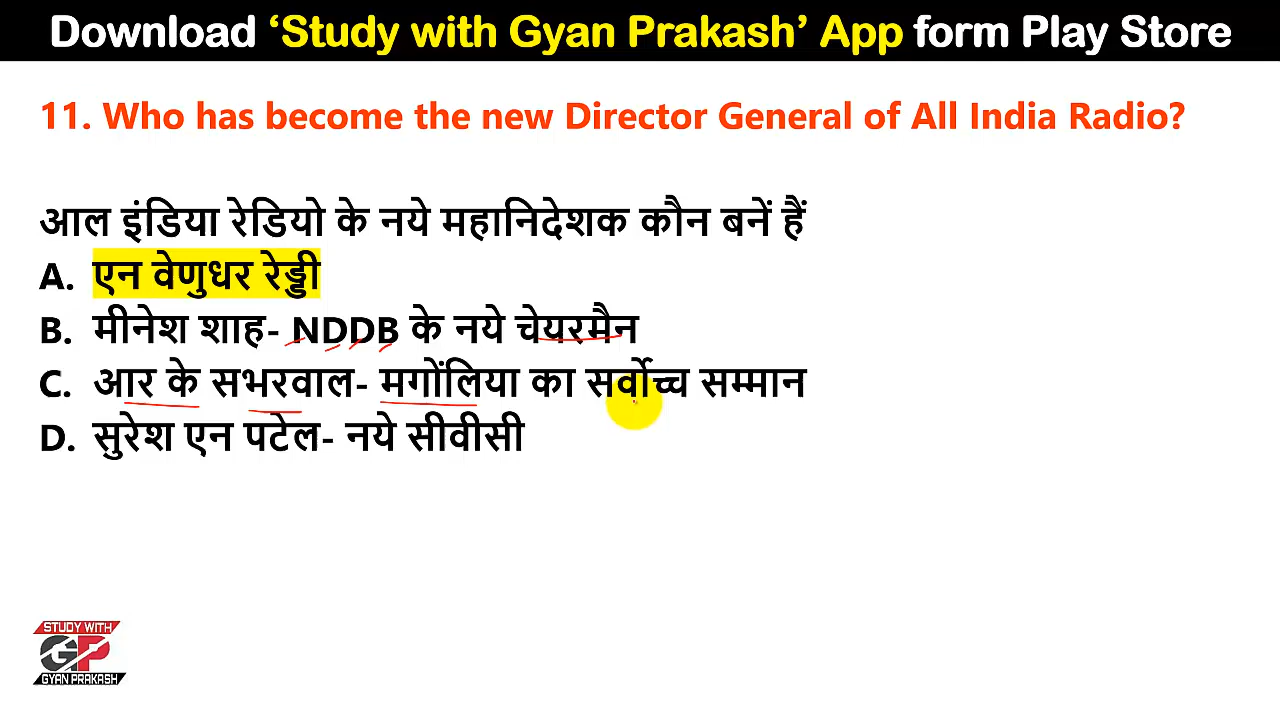 Download ‘Study with Gyan Prakash’ App form Play Store
11. Who has become the new Director General of All India Radio?
आल इंडिया रेडियो के नये महानिदेशक कौन बनें हैं
A. एन वेणुधर रेड्डी
B. मीनेश शाह- NDDB के नये चेयरमैन
C. आर के सभरवाल- मगोंलिया का सर्वोच्च सम्मान
D. सुरेश एन पटेल- नये सीवीसी
STUDY WITH
GP
GYAN PRAKASH